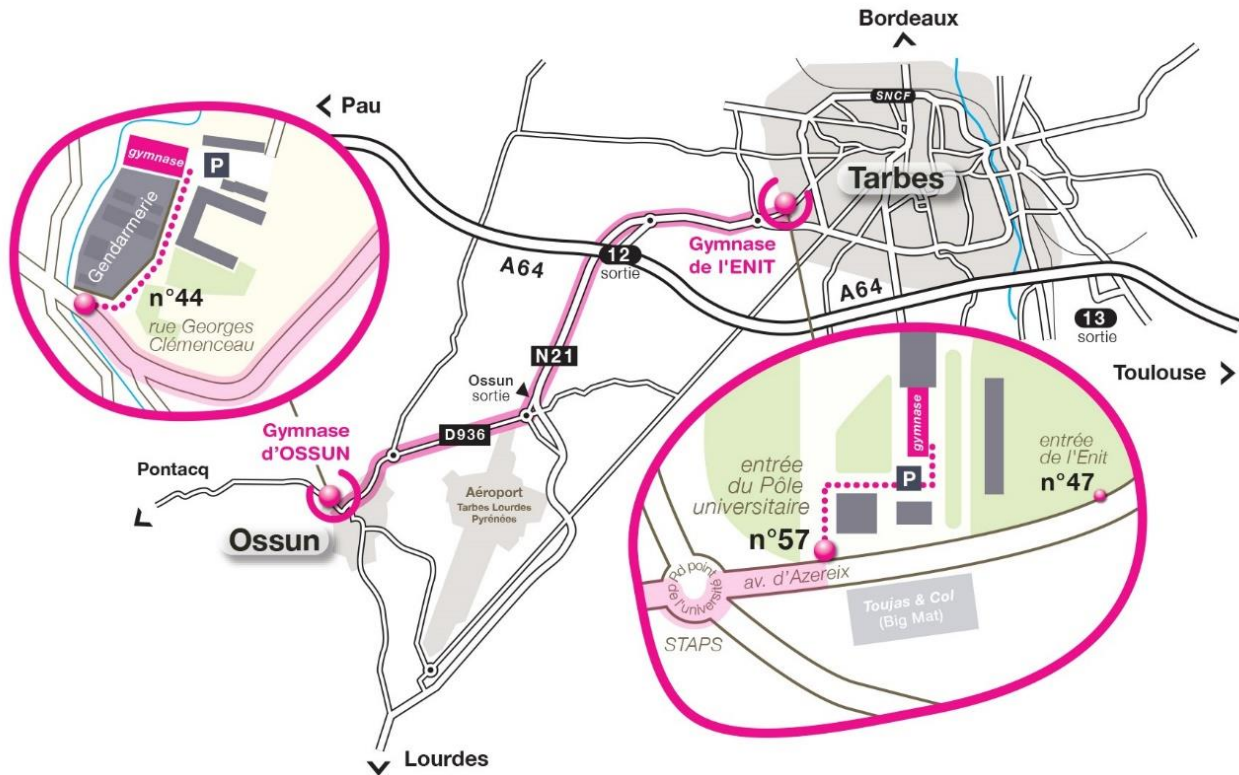 Bordeaux
Pau
SNCF
Tarbes
gymnase
P
Gendarmerie
n°44
rue Georges
Clémenceau
Gymnase
de l'ENIT
12
sortie
A64
A64
13
sortie
Toulouse
N21
Ossun
sortie
D936
Gymnase
d'OSSUN
Pontacq
Ossun
Aéroport
Tarbes Lourdes
Pyrénées
Lourdes
gymnase
P
entrée
du Pôle
universitaire
n°57
entrée
de l'Enit
n°47
av. d'Azereix
Rd point
de l'université
STAPS
Toujas & Col
(Big Mat)